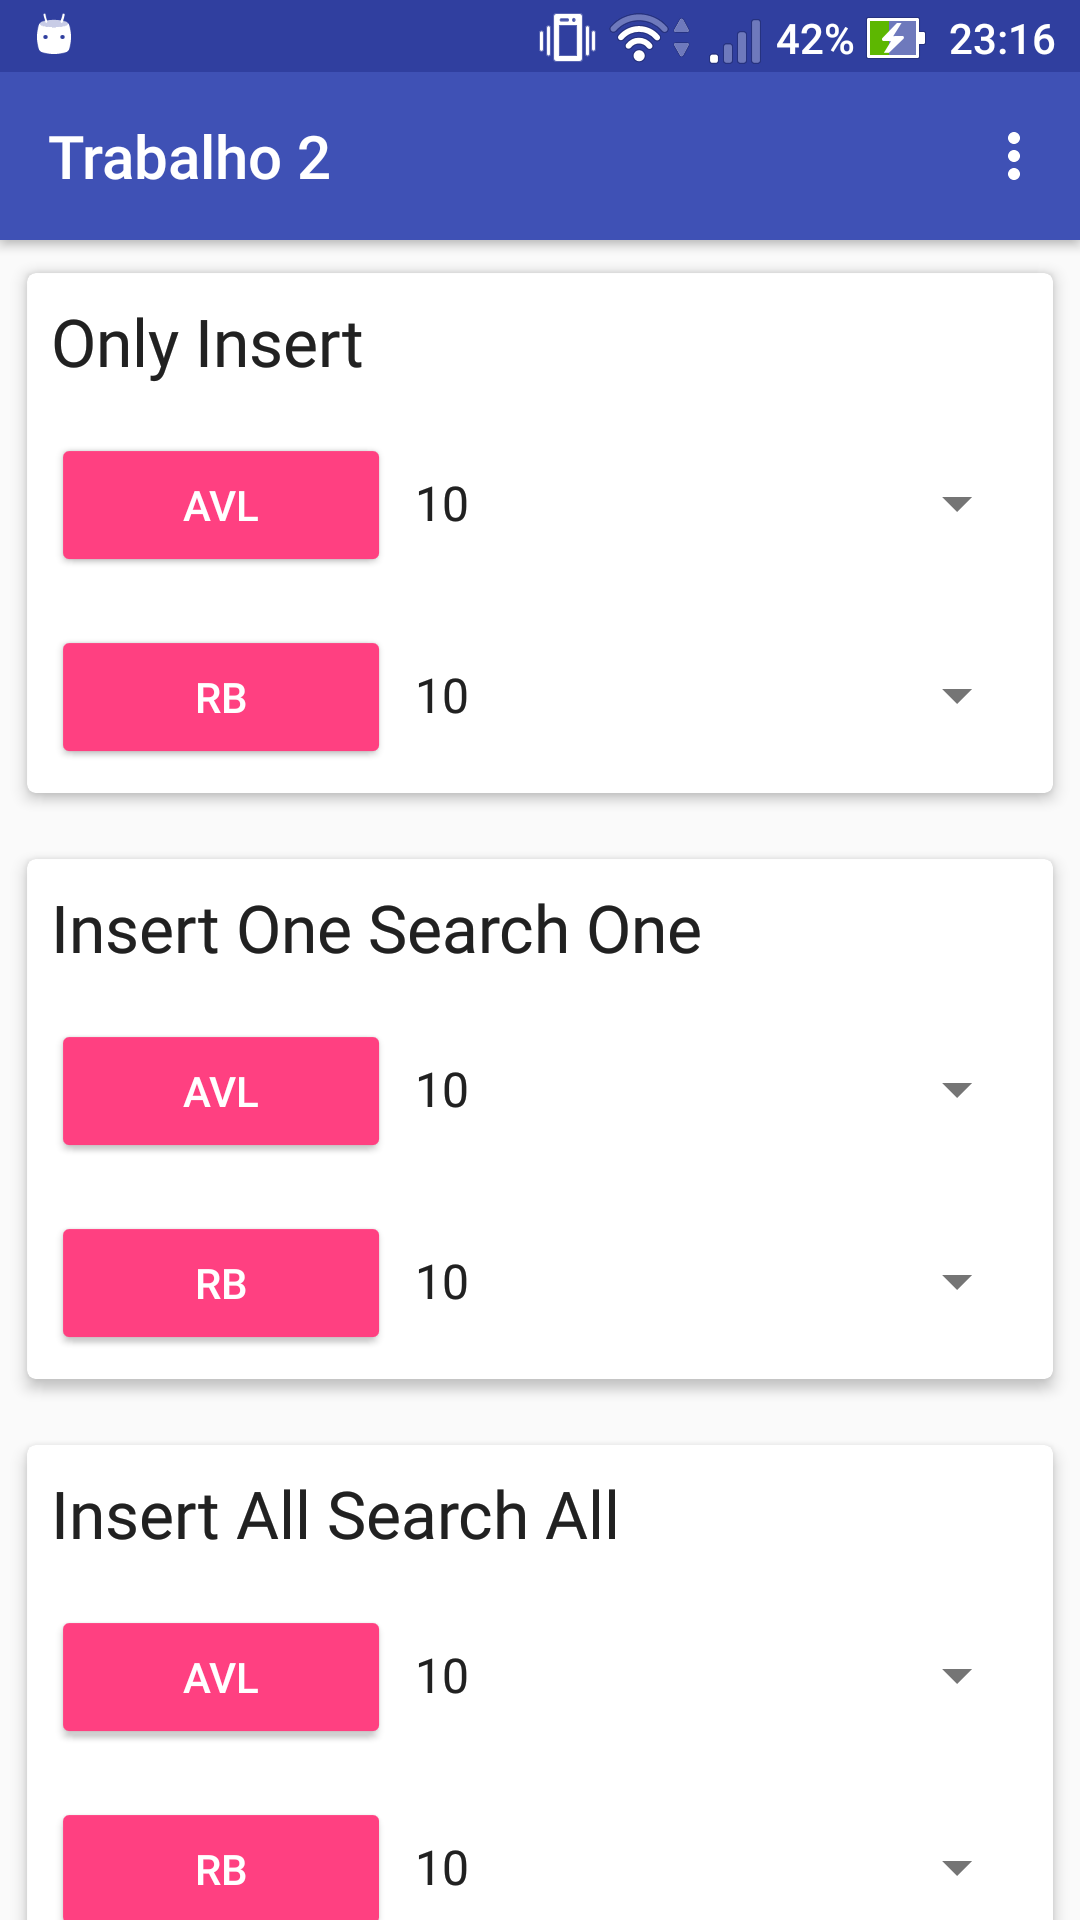 42% 23:16
Trabalho 2
Only Insert
AVL 10
RB 10
Insert One Search One
AVL 10
RB 10
Insert All Search All
AVL 10
RB 10